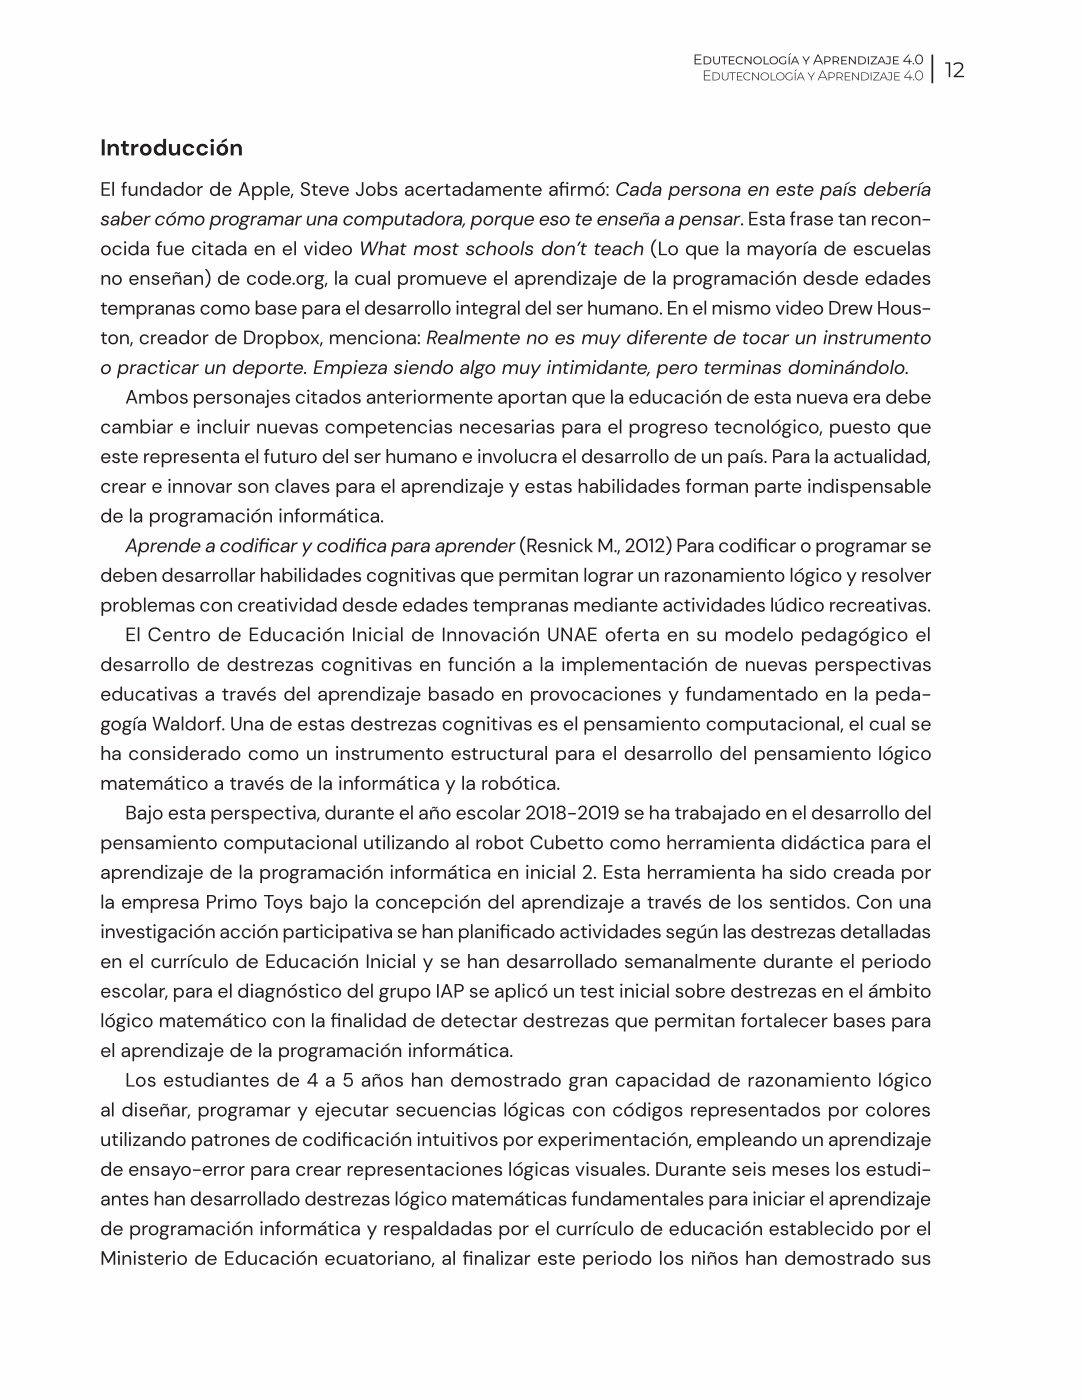 Edutecnología y Aprendizaje 4.0
Edutecnología y Aprendizaje 4.0
12
Introducción
El fundador de Apple, Steve Jobs acertadamente afirmó: Cada persona en este país debería
saber cómo programar una computadora, porque eso te enseña a pensar. Esta frase tan recon-
ocida fue citada en el video What most schools don’t teach (Lo que la mayoría de escuelas
no enseñan) de code.org, la cual promueve el aprendizaje de la programación desde edades
tempranas como base para el desarrollo integral del ser humano. En el mismo video Drew Hous-
ton, creador de Dropbox, menciona: Realmente no es muy diferente de tocar un instrumento
o practicar un deporte. Empieza siendo algo muy intimidante, pero terminas dominándolo.
Ambos personajes citados anteriormente aportan que la educación de esta nueva era debe
cambiar e incluir nuevas competencias necesarias para el progreso tecnológico, puesto que
este representa el futuro del ser humano e involucra el desarrollo de un país. Para la actualidad,
crear e innovar son claves para el aprendizaje y estas habilidades forman parte indispensable
de la programación informática.
Aprende a codificar y codifica para aprender (Resnick M., 2012) Para codificar o programar se
deben desarrollar habilidades cognitivas que permitan lograr un razonamiento lógico y resolver
problemas con creatividad desde edades tempranas mediante actividades lúdico recreativas.
El Centro de Educación Inicial de Innovación UNAE oferta en su modelo pedagógico el
desarrollo de destrezas cognitivas en función a la implementación de nuevas perspectivas
educativas a través del aprendizaje basado en provocaciones y fundamentado en la peda-
gogía Waldorf. Una de estas destrezas cognitivas es el pensamiento computacional, el cual se
ha considerado como un instrumento estructural para el desarrollo del pensamiento lógico
matemático a través de la informática y la robótica.
Bajo esta perspectiva, durante el año escolar 2018-2019 se ha trabajado en el desarrollo del
pensamiento computacional utilizando al robot Cubetto como herramienta didáctica para el
aprendizaje de la programación informática en inicial 2. Esta herramienta ha sido creada por
la empresa Primo Toys bajo la concepción del aprendizaje a través de los sentidos. Con una
investigación acción participativa se han planificado actividades según las destrezas detalladas
en el currículo de Educación Inicial y se han desarrollado semanalmente durante el periodo
escolar, para el diagnóstico del grupo IAP se aplicó un test inicial sobre destrezas en el ámbito
lógico matemático con la finalidad de detectar destrezas que permitan fortalecer bases para
el aprendizaje de la programación informática.
Los estudiantes de 4 a 5 años han demostrado gran capacidad de razonamiento lógico
al diseñar, programar y ejecutar secuencias lógicas con códigos representados por colores
utilizando patrones de codificación intuitivos por experimentación, empleando un aprendizaje
de ensayo-error para crear representaciones lógicas visuales. Durante seis meses los estudi-
antes han desarrollado destrezas lógico matemáticas fundamentales para iniciar el aprendizaje
de programación informática y respaldadas por el currículo de educación establecido por el
Ministerio de Educación ecuatoriano, al finalizar este periodo los niños han demostrado sus